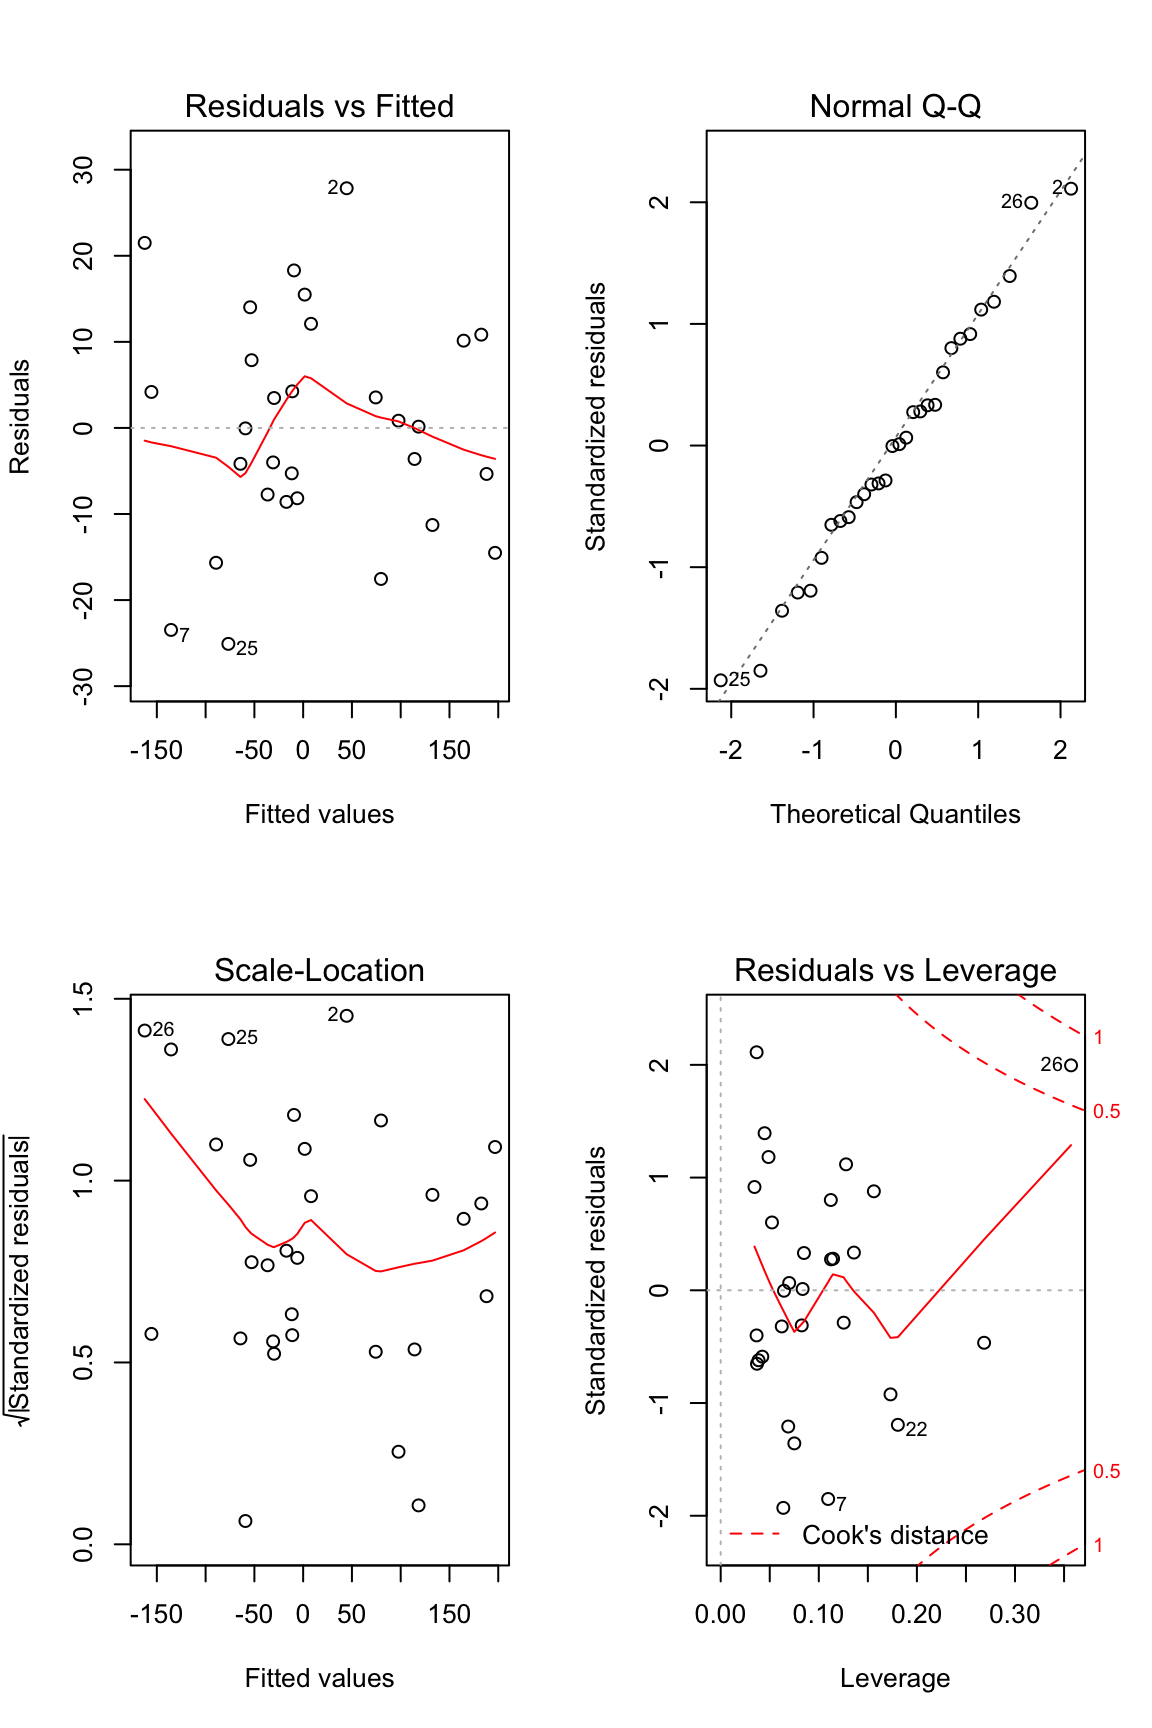 Residuals vs Fitted
Residuals
30
20
10
0
-10
-20
-30
2
7
25
-150 -50 0 50 150
Fitted values
Normal Q-Q
Standardized residuals
2
1
0
-1
-2
26
2
25
-2 -1 0 1 2
Theoretical Quantiles
Scale-Location
√|Standardized residuals|
1.5
1.0
0.5
0.0
26
25
2
-150 -50 0 50 150
Fitted values
Residuals vs Leverage
Standardized residuals
2
1
0
-1
-2
1
26
0.5
22
0.5
7
Cook's distance
1
0.00 0.10 0.20 0.30
Leverage